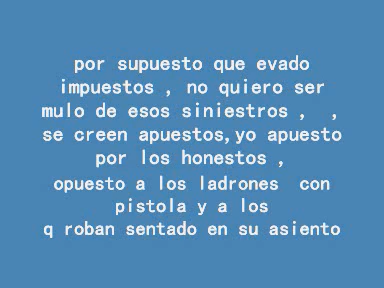 por supuesto que evado
impuestos , no quiero ser
mulo de esos siniestros ,  ,
se creen apuestos,yo apuesto
por los honestos ,
opuesto a los ladrones  con
pistola y a los
q roban sentado en su asiento